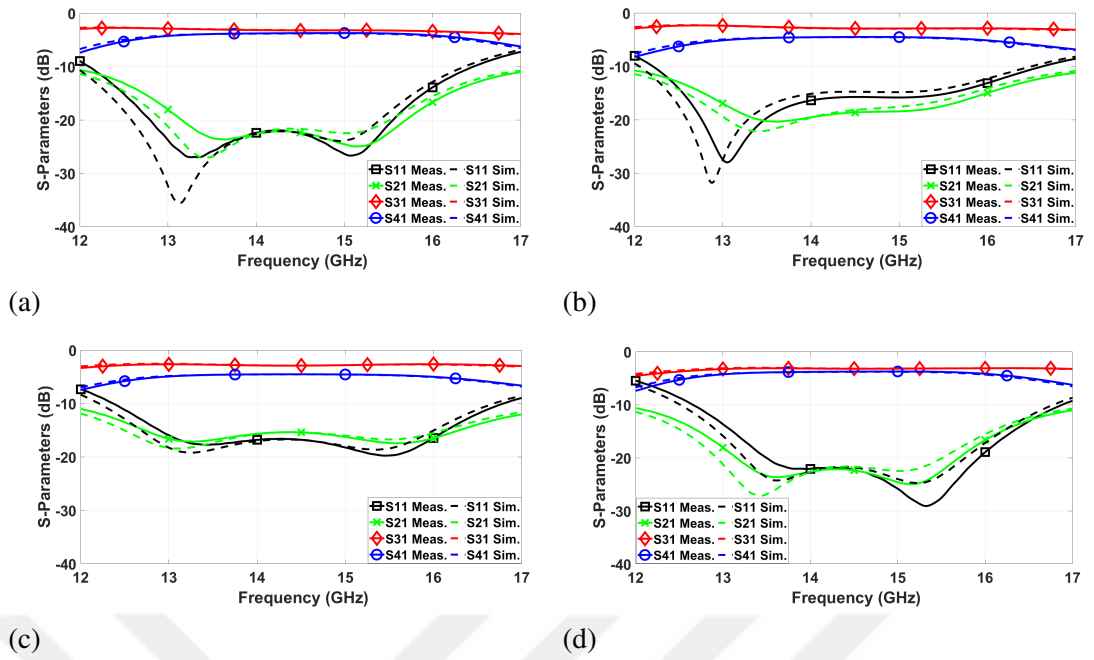 0
-10
-20
-30
-40
S-Parameters (dB)
S11 Meas. S11 Sim.
S21 Meas. S21 Sim.
S31 Meas. S31 Sim.
S41 Meas. S41 Sim.
12 13 14 15 16 17
Frequency (GHz)
(a)
0
-10
-20
-30
-40
S-Parameters (dB)
S11 Meas. S11 Sim.
S21 Meas. S21 Sim.
S31 Meas. S31 Sim.
S41 Meas. S41 Sim.
12 13 14 15 16 17
Frequency (GHz)
(b)
0
-10
-20
-30
-40
S-Parameters (dB)
S11 Meas. S11 Sim.
S21 Meas. S21 Sim.
S31 Meas. S31 Sim.
S41 Meas. S41 Sim.
12 13 14 15 16 17
Frequency (GHz)
(c)
0
-10
-20
-30
-40
S-Parameters (dB)
S11 Meas. S11 Sim.
S21 Meas. S21 Sim.
S31 Meas. S31 Sim.
S41 Meas. S41 Sim.
12 13 14 15 16 17
Frequency (GHz)
(d)